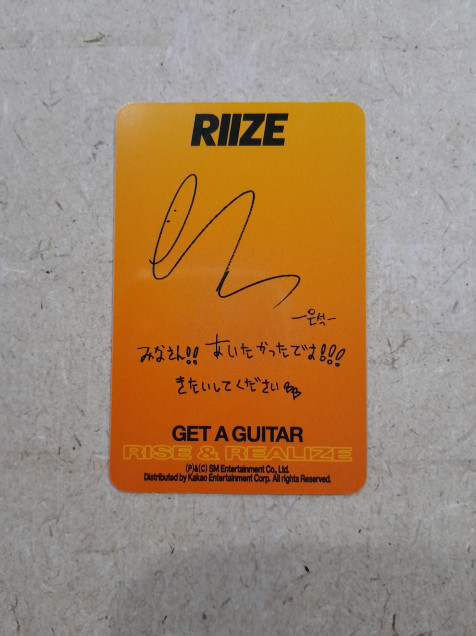 RIIZE
-은석-
みなさん!! あいたかったです!!!
きたいしてください
GET A GUITAR
RISE & REALIZE
(P)&(C) SM Entertainment Co., Ltd.
Distributed by Kakao Entertainment Corp. All rights Reserved.